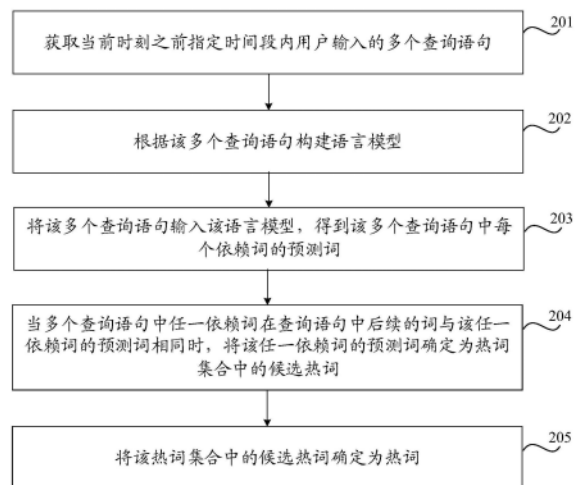 201
获取当前时刻之前指定时间段内用户输入的多个查询语句
202
根据该多个查询语句构建语言模型
203
将该多个查询语句输入该语言模型，得到该多个查询语句中每
个依赖词的预测词
204
当多个查询语句中任一依赖词在查询语句中后续的词与该任一
依赖词的预测词相同时，将该任一依赖词的预测词确定为热词
集合中的候选热词
205
将该热词集合中的候选热词确定为热词